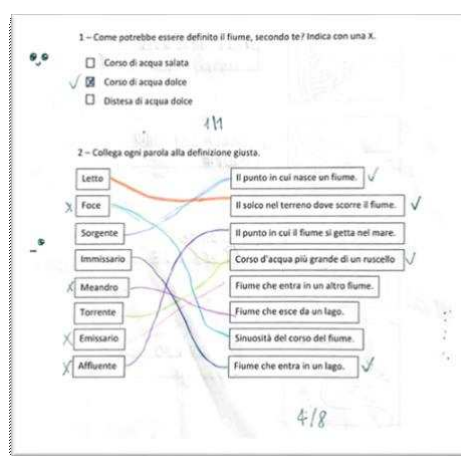 1 – Come potrebbe essere definito il fiume, secondo te? Indica con una X.
Corso di acqua salata
Corso di acqua dolce
Distesa di acqua dolce
1/1
2 – Collega ogni parola alla definizione giusta.
Letto
Il punto in cui nasce un fiume.
Foce
Il solco nel terreno dove scorre il fiume.
Sorgente
Il punto in cui il fiume si getta nel mare.
Immissario
Corso d'acqua più grande di un ruscello
Meandro
Fiume che entra in un altro fiume.
Torrente
Fiume che esce da un lago.
Emissario
Sinuosità del corso del fiume.
Affluente
Fiume che entra in un lago.
4/8